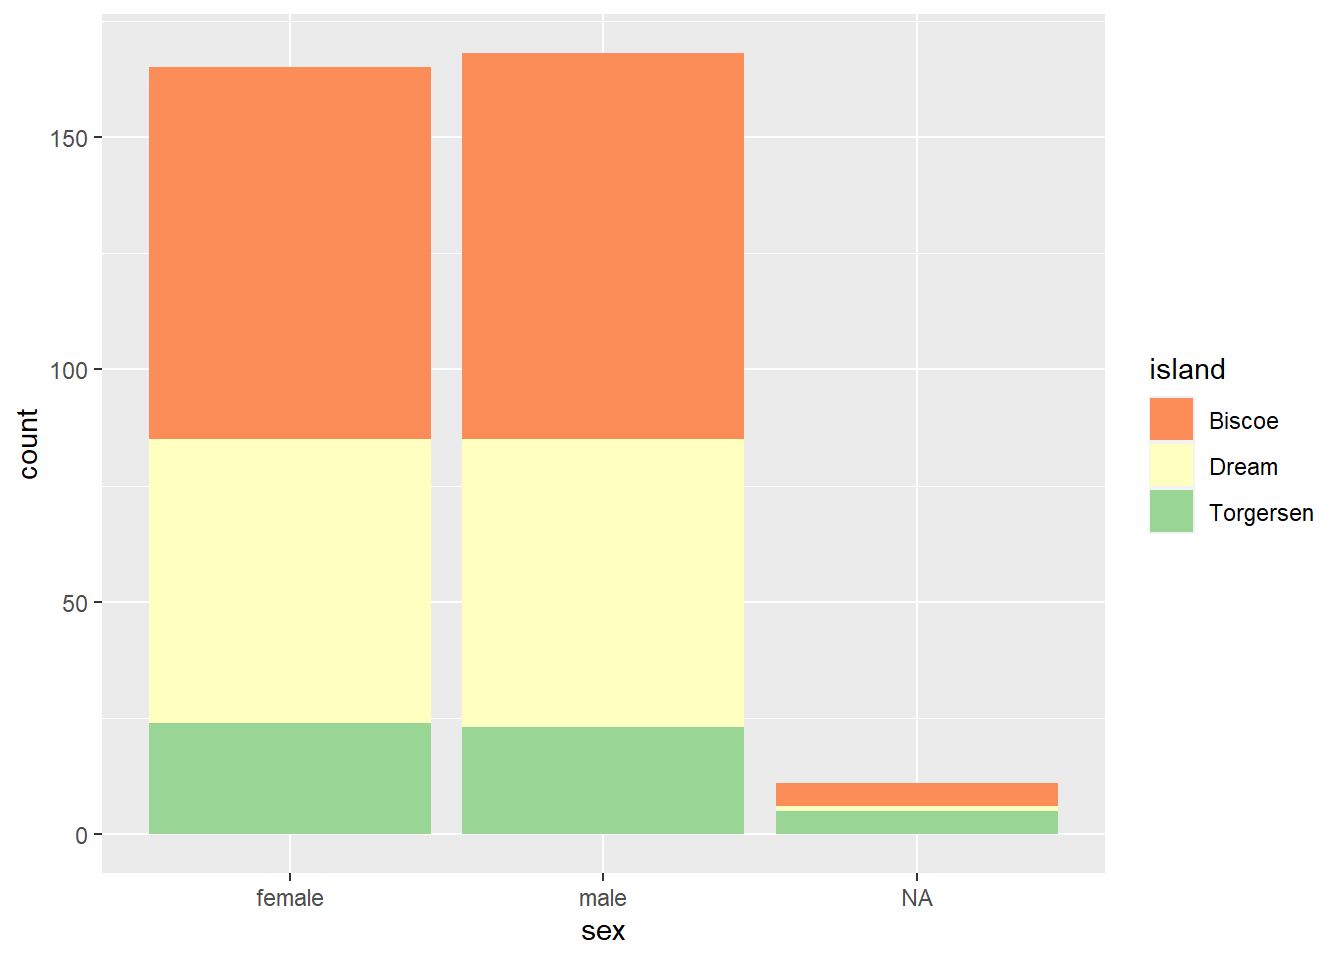 150
100
50
0
count
female
male
NA
sex
island
Biscoe
Dream
Torgersen